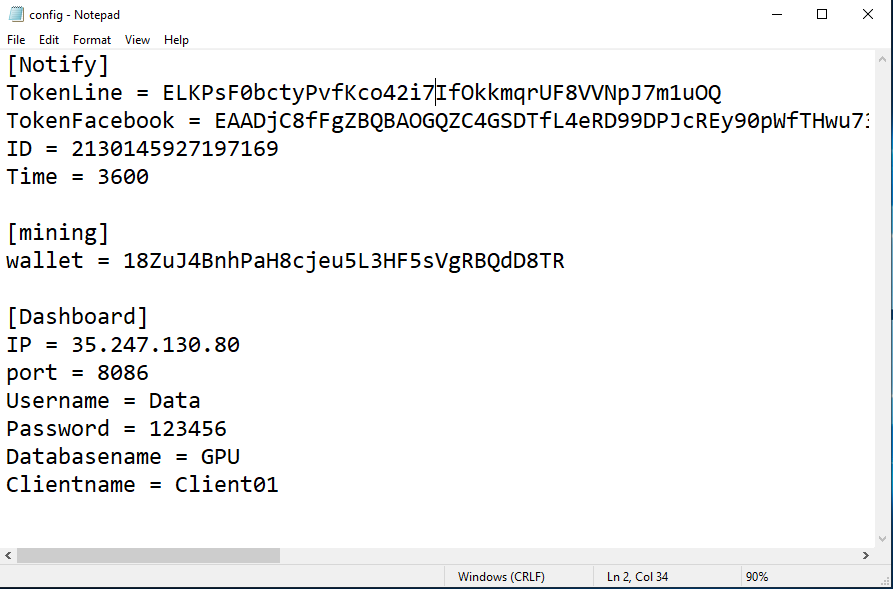 config - Notepad
File Edit Format View Help
[Notify]
TokenLine = ELKPsF0bctyPvfKco42i7IfOkkmqrUF8VVNpJ7m1uOQ
TokenFacebook = EAADjC8fFgZBQBAOGQZC4GSDTfL4eRD99DPJcREy90pWfTHwu73
ID = 2130145927197169
Time = 3600
[mining]
wallet = 18ZuJ4BnhPaH8cjeu5L3HF5sVgRBQdD8TR
[Dashboard]
IP = 35.247.130.80
port = 8086
Username = Data
Password = 123456
Databasename = GPU
Clientname = Client01
Windows (CRLF) Ln 2, Col 34 90%